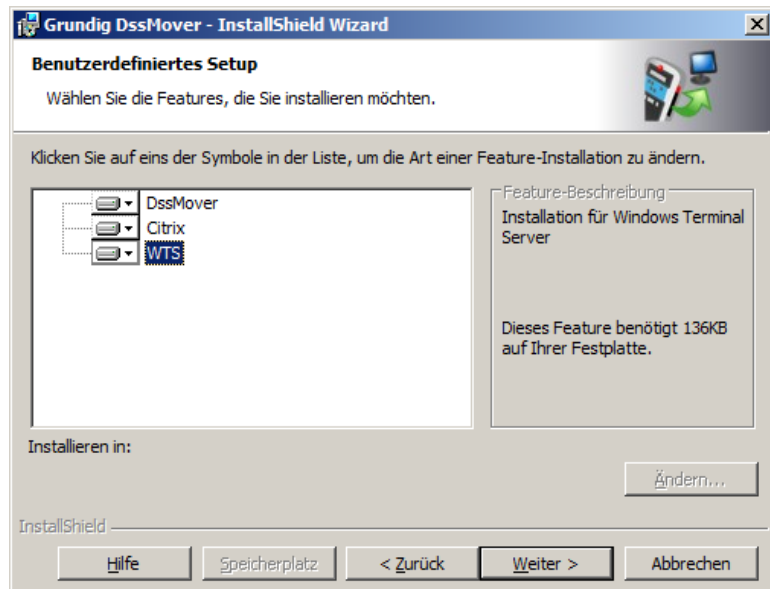 Grundig DssMover - InstallShield Wizard
Benutzerdefiniertes Setup
Wählen Sie die Features, die Sie installieren möchten.
Klicken Sie auf eins der Symbole in der Liste, um die Art einer Feature-Installation zu ändern.
DssMover
Citrix
WTS
Feature-Beschreibung
Installation für Windows Terminal
Server
Dieses Feature benötigt 136KB
auf Ihrer Festplatte.
Installieren in:
Ändern...
InstallShield
Hilfe
Speicherplatz
< Zurück
Weiter >
Abbrechen